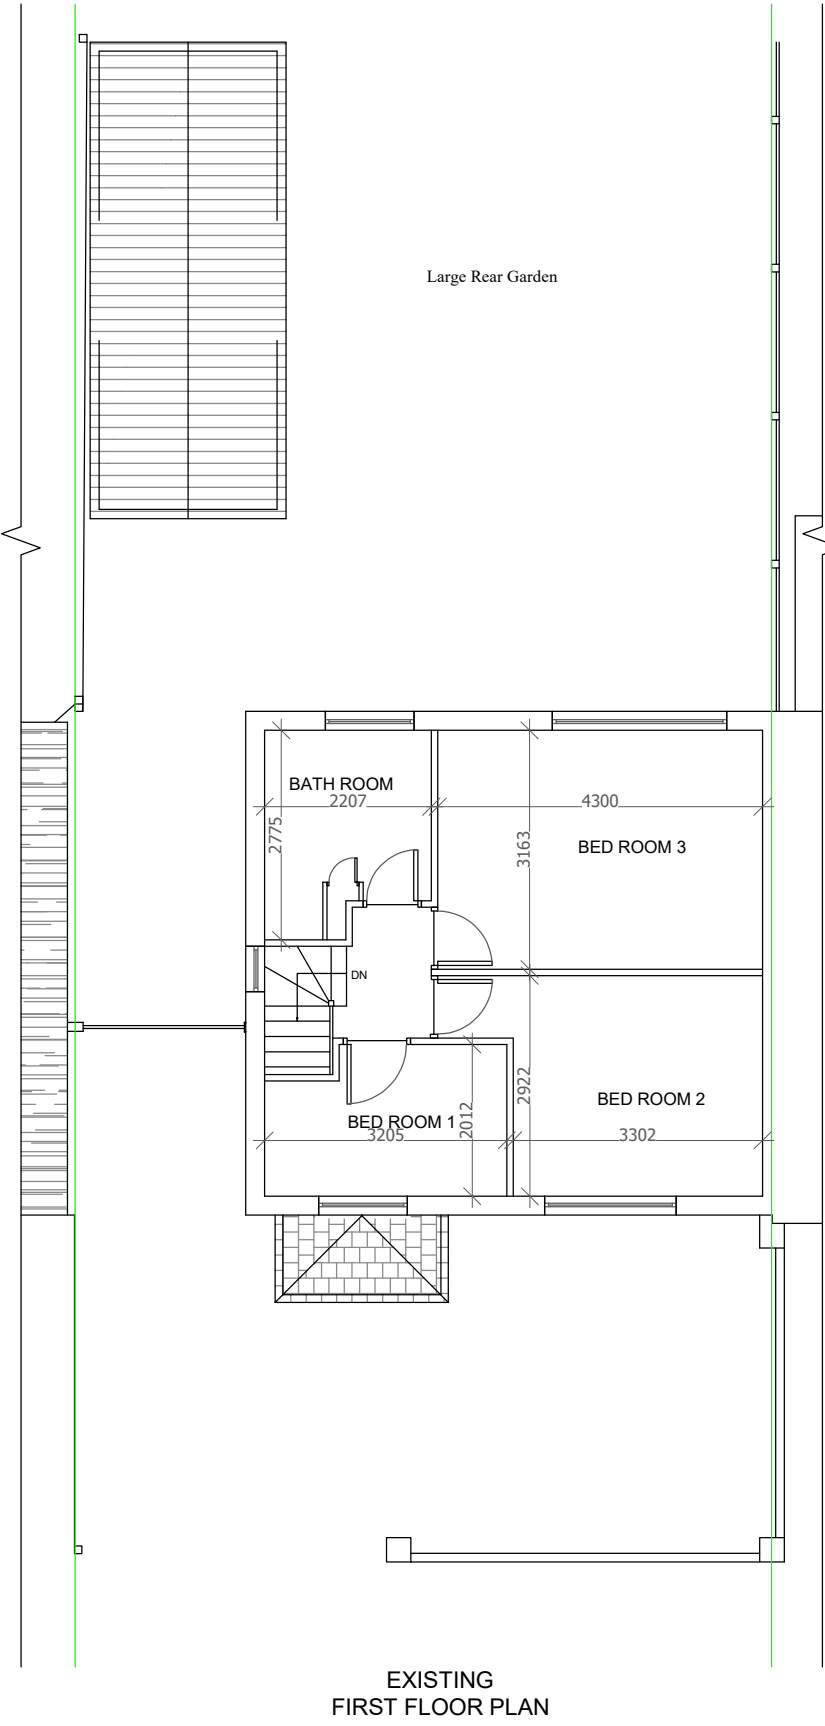 Large Rear Garden
BATH ROOM
2207
4300
2775
3163
BED ROOM 3
DN
2922
BED ROOM 2
2012
BED ROOM 1
3205
3302
EXISTING
FIRST FLOOR PLAN